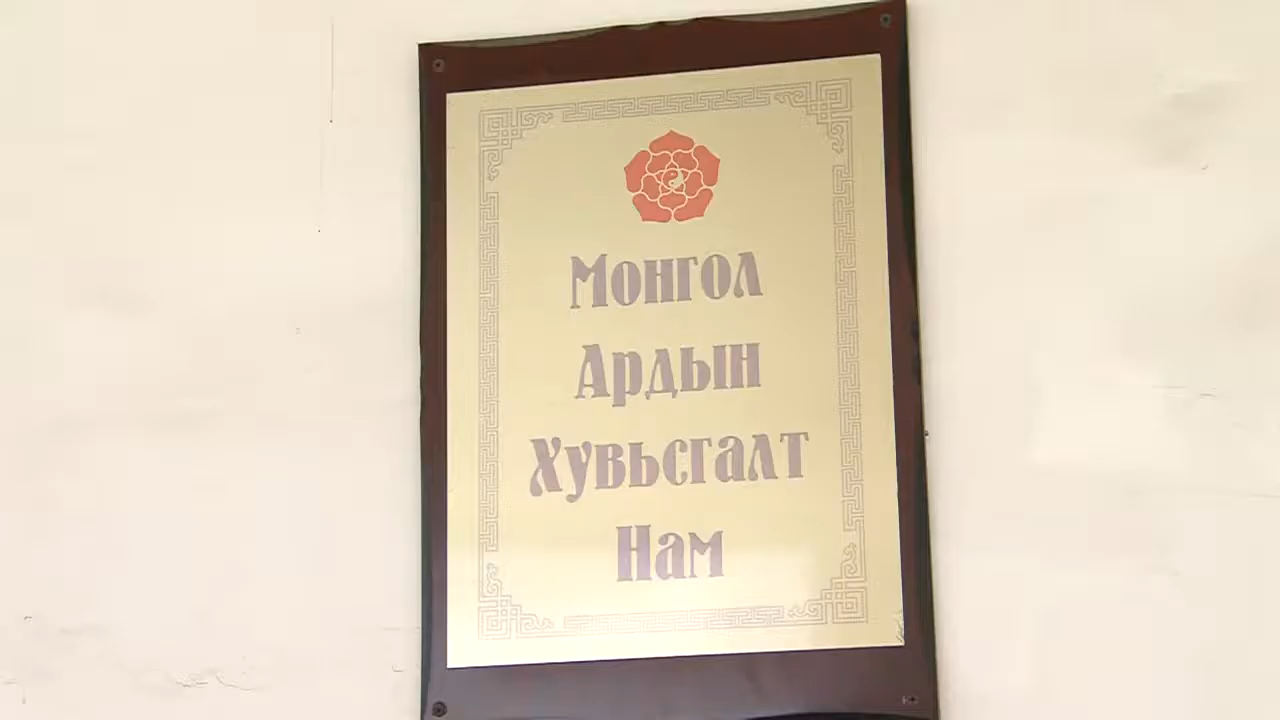 Монгол
Ардын
Хувьсгалт
Нам